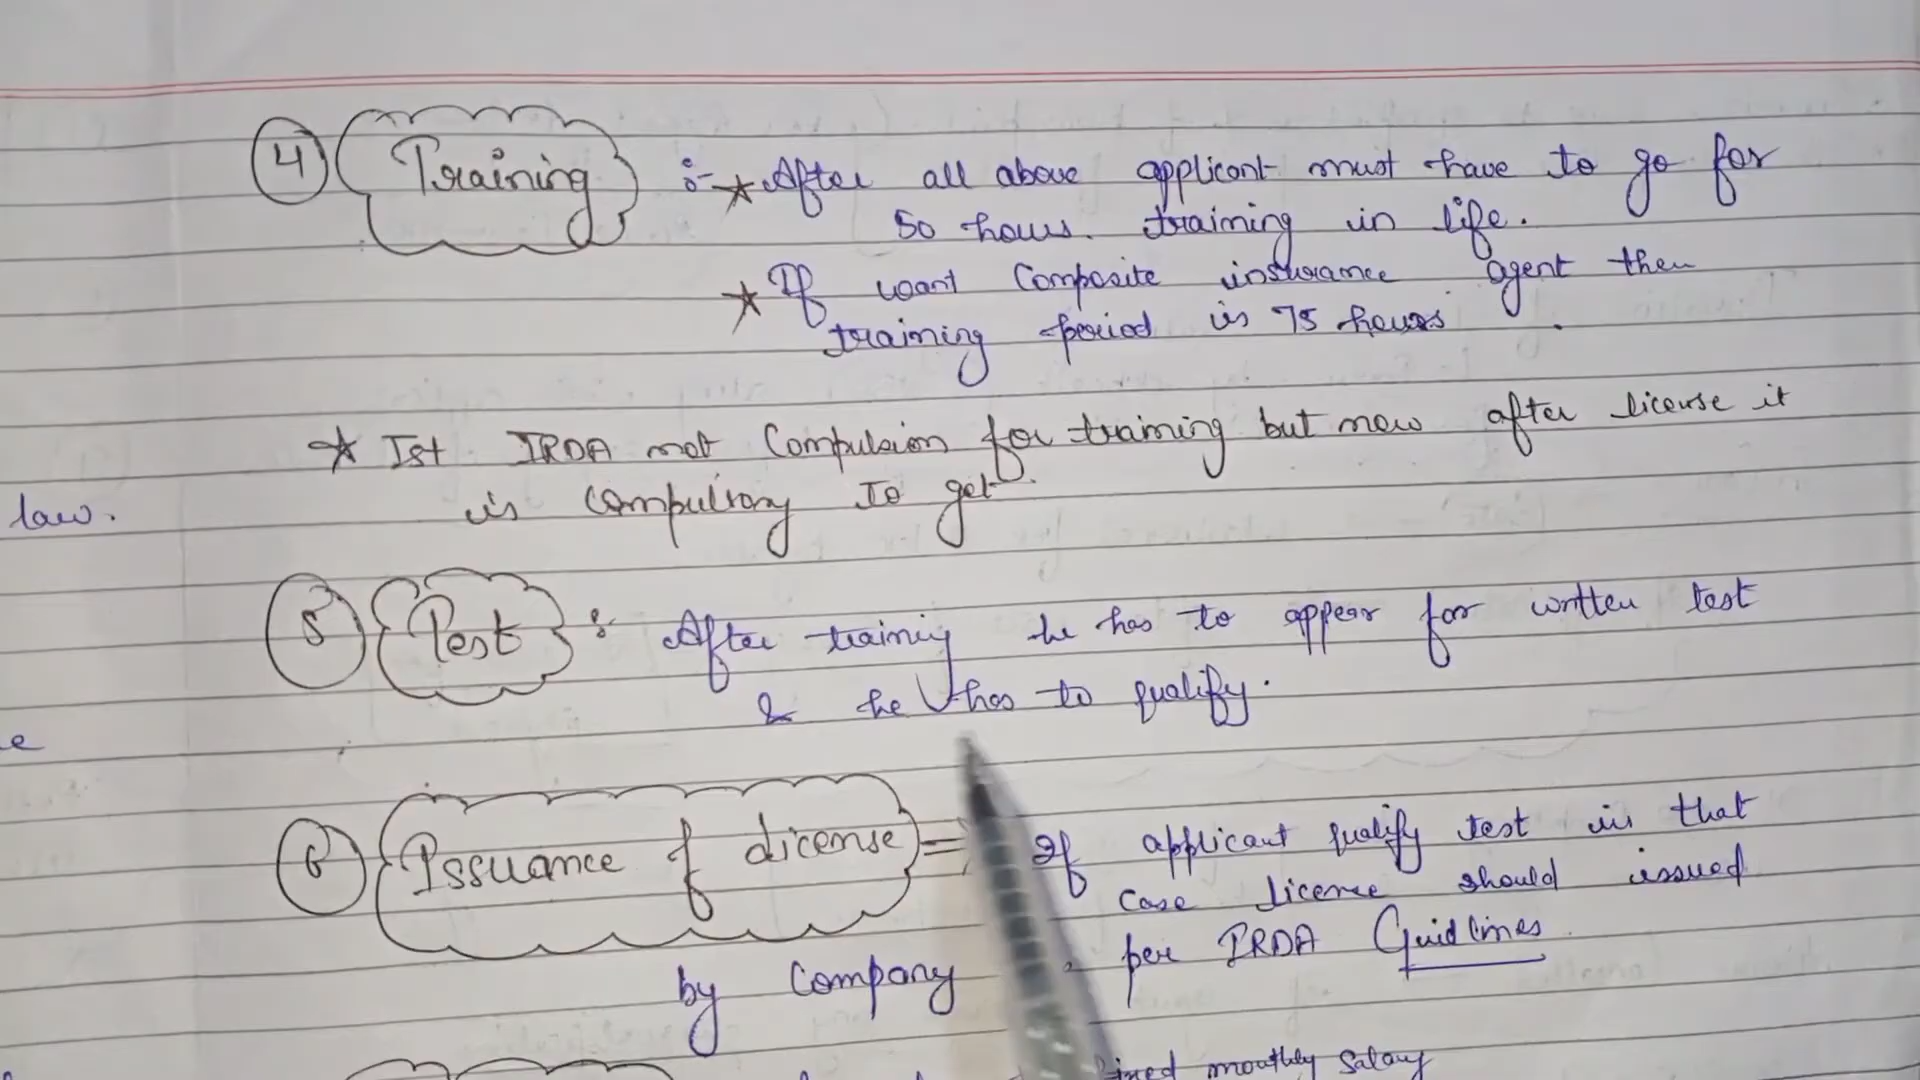 4 Training :- ★ After all above applicant must have to go for
50 hours. training in life.
★ If want Composite insurance agent then
training period is 75 hours
★ Ist. IRDA not Compulsion for training but now after license it
is Compulsory to get.
law.
5 Test :- After training he has to appear for written test
& he has to qualify.
e
6 Issuance of License = If applicant qualify test in that
Case license should issued
by Company per IRDA Guidlines
monthly Salary